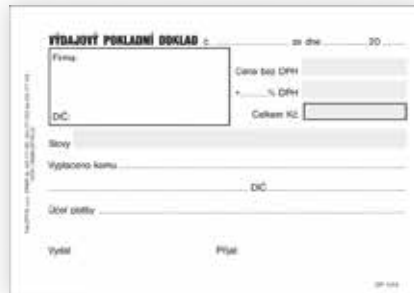 VÝDAJOVÝ POKLADNÍ DOKLAD č. ze dne 20
Firma:
Cena bez DPH
+ % DPH
DIČ: Celkem Kč
Slovy
Vyplaceno komu
DIČ
Účel platby
Vydal Přijal